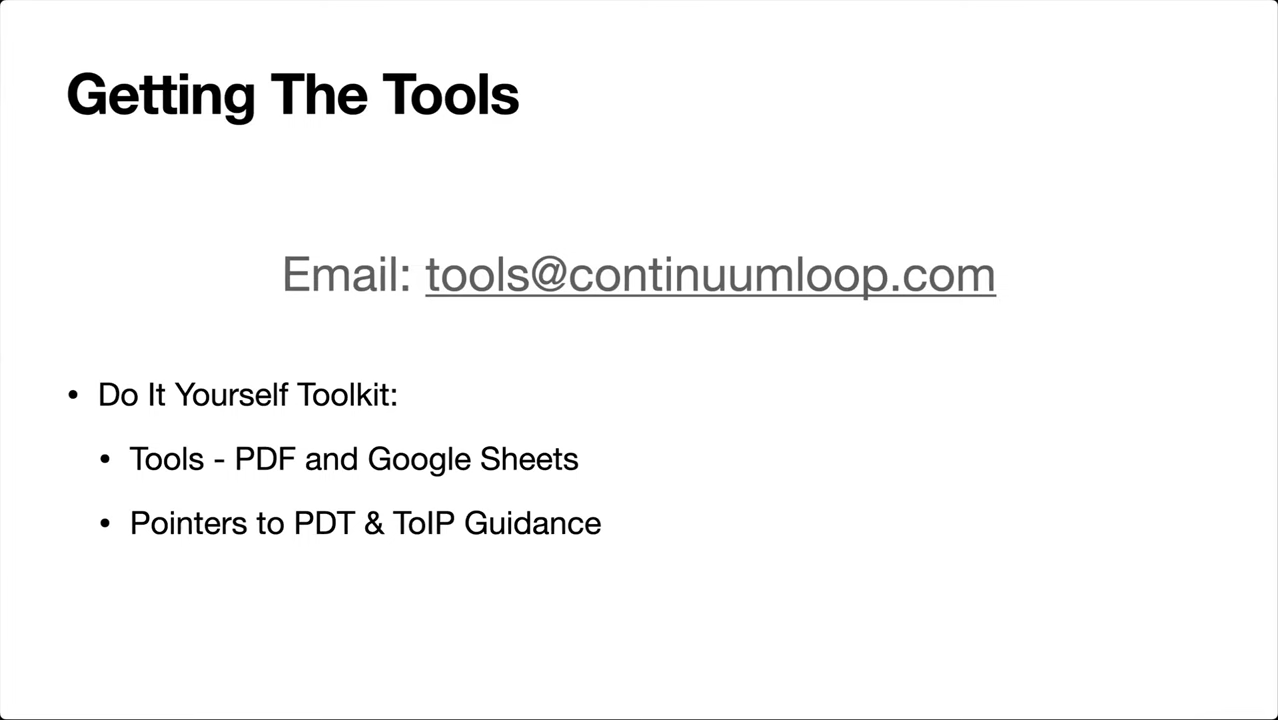 Getting The Tools
Email: tools@continuumloop.com
• Do It Yourself Toolkit:
• Tools - PDF and Google Sheets
• Pointers to PDT & ToIP Guidance